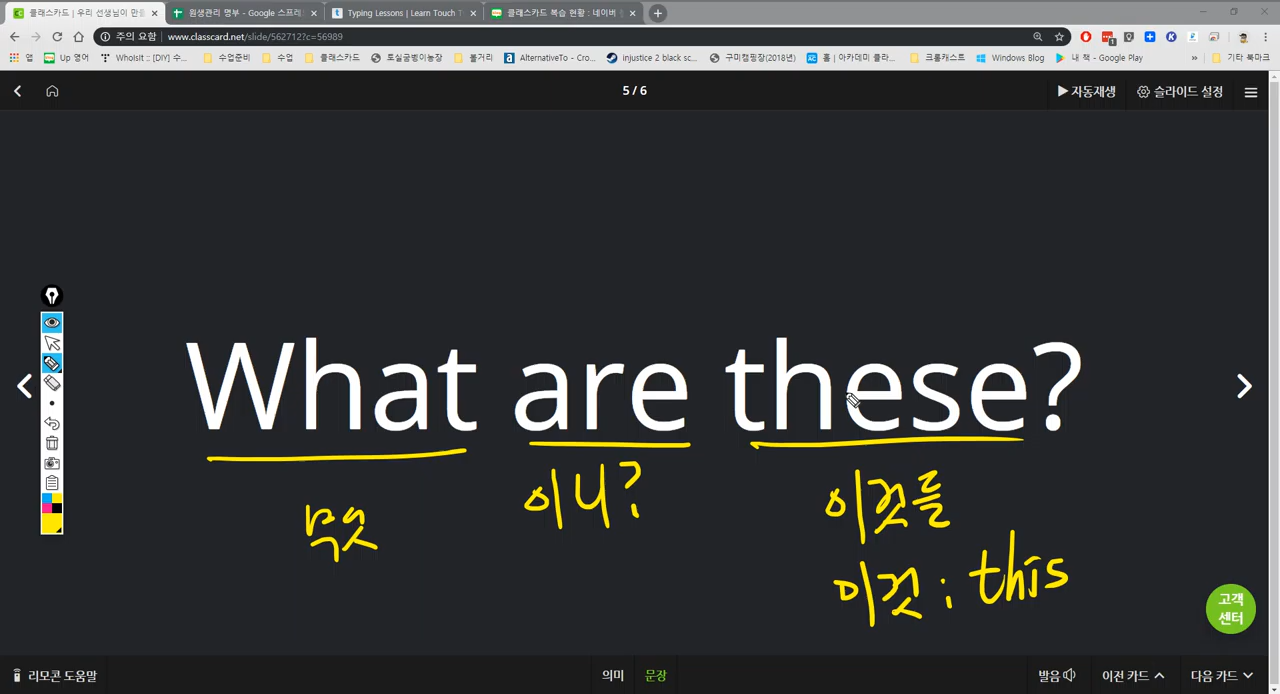 클래스카드 | 우리 선생님이 만들
원생관리 명부 - Google 스프레
Typing Lessons | Learn Touch T
클래스카드 복습 현황 : 네이버
주의 요함 | www.classcard.net/slide/562712?c=56989
앱 Up 영어 WhoisIt :: [DIY] 수... 수업준비 수업 클래스카드 토실금벵이농장 볼거리 AlternativeTo - Cro... injustice 2 black sc... 구미캠핑장(2018년) 홈 | 아카데미 플라... 크롬캐스트 Windows Blog 내 책 - Google Play » 기타 북마크
5 / 6 자동재생 슬라이드 설정
What are these?
무엇 이니? 이것들
이것 : this
고객
센터
리모콘 도움말 의미 문장 발음 이전 카드 다음 카드